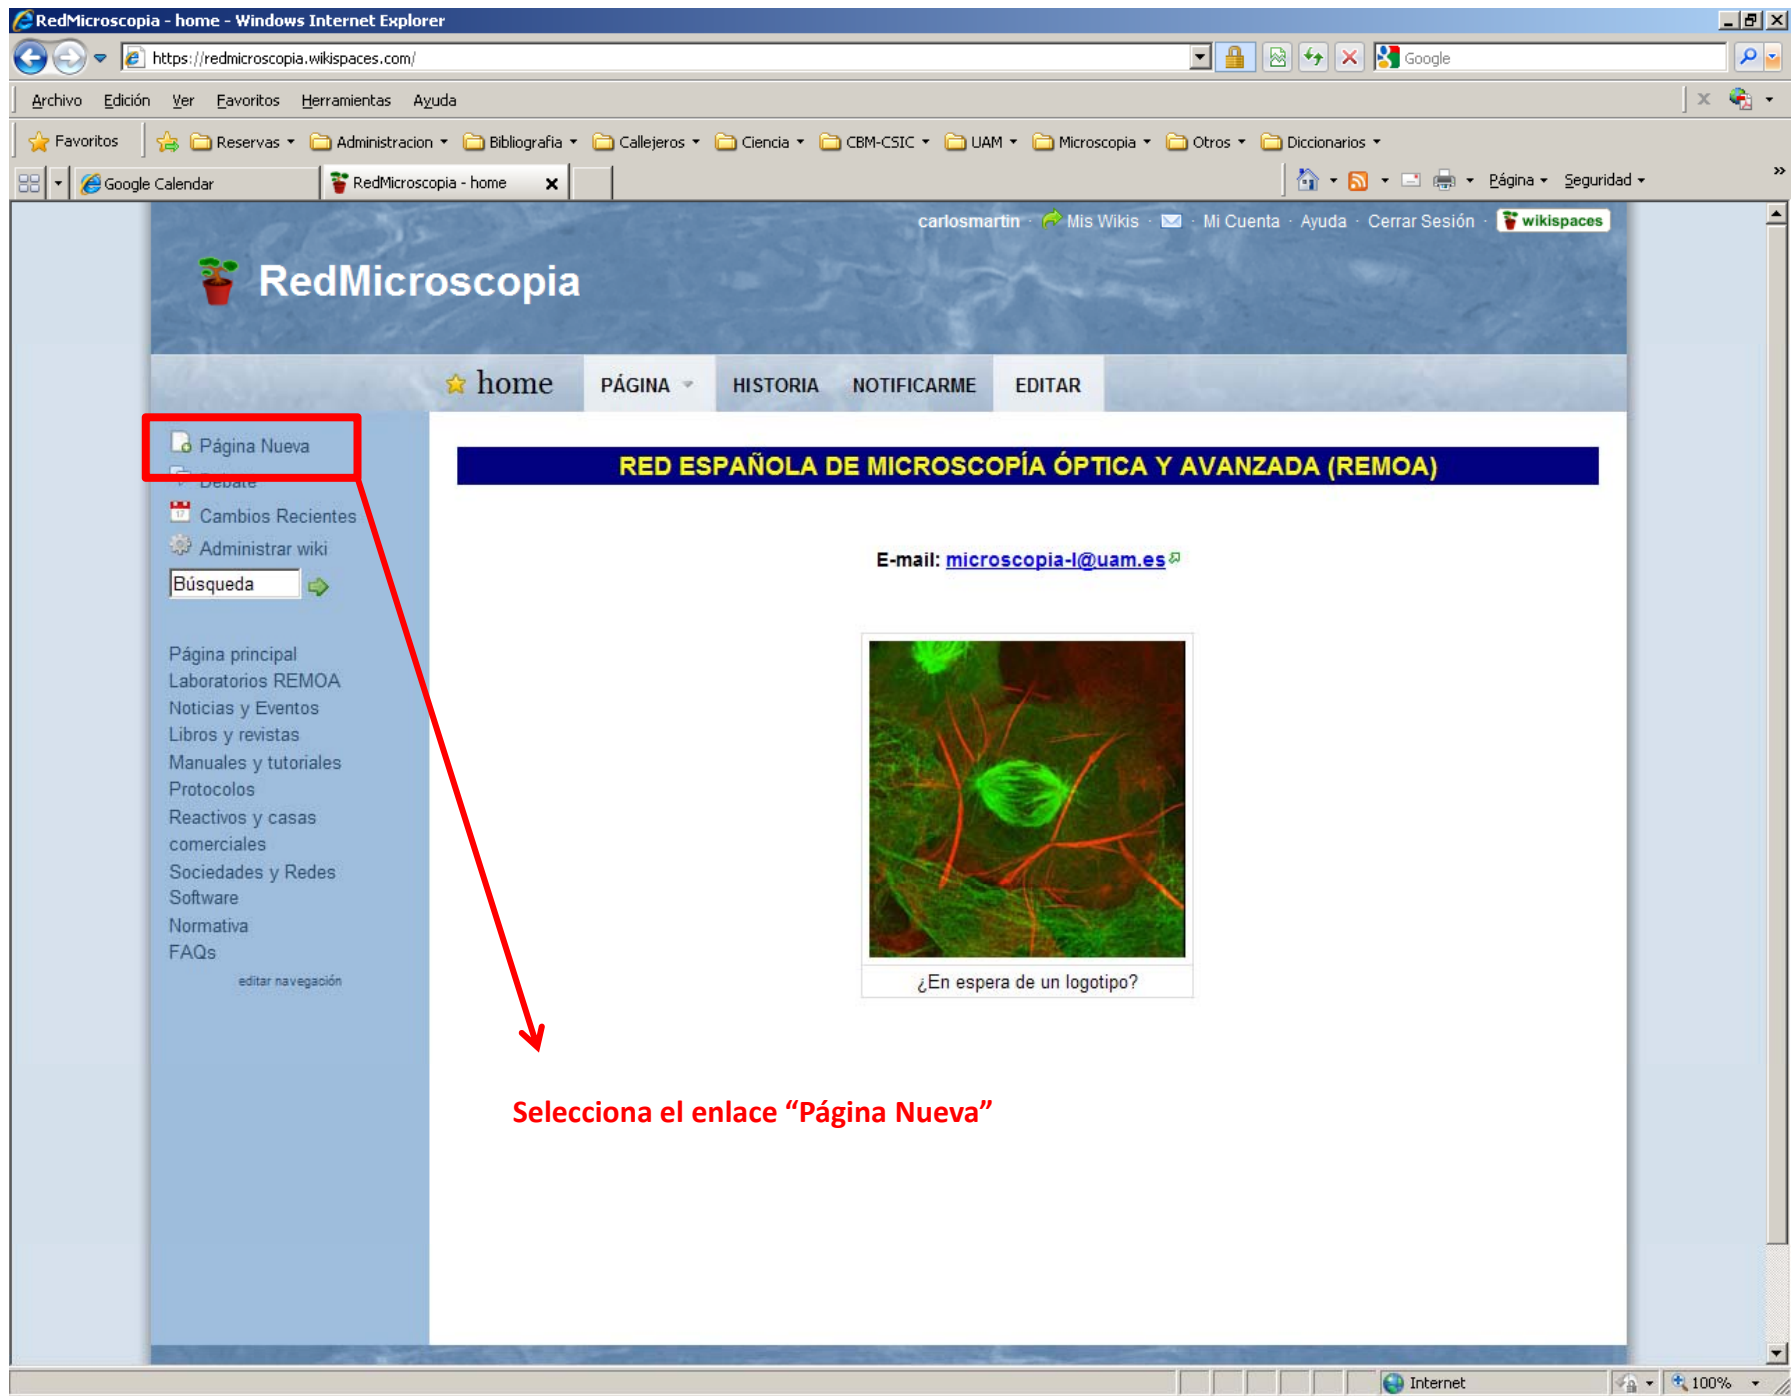 RedMicroscopia - home - Windows Internet Explorer
https://redmicroscopia.wikispaces.com/
Google
Archivo Edición Ver Favoritos Herramientas Ayuda
Favoritos Reservas Administracion Bibliografia Callejeros Ciencia CBM-CSIC UAM Microscopia Otros Diccionarios
Google Calendar RedMicroscopia - home Página Seguridad
carlosmartin · Mis Wikis · · Mi Cuenta · Ayuda · Cerrar Sesión · wikispaces
RedMicroscopia
home PÁGINA HISTORIA NOTIFICARME EDITAR
Página Nueva
Debate
Cambios Recientes
Administrar wiki
Búsqueda
Página principal
Laboratorios REMOA
Noticias y Eventos
Libros y revistas
Manuales y tutoriales
Protocolos
Reactivos y casas
comerciales
Sociedades y Redes
Software
Normativa
FAQs
editar navegación
RED ESPAÑOLA DE MICROSCOPÍA ÓPTICA Y AVANZADA (REMOA)
E-mail: microscopia-l@uam.es
¿En espera de un logotipo?
Selecciona el enlace “Página Nueva”
Internet 100%